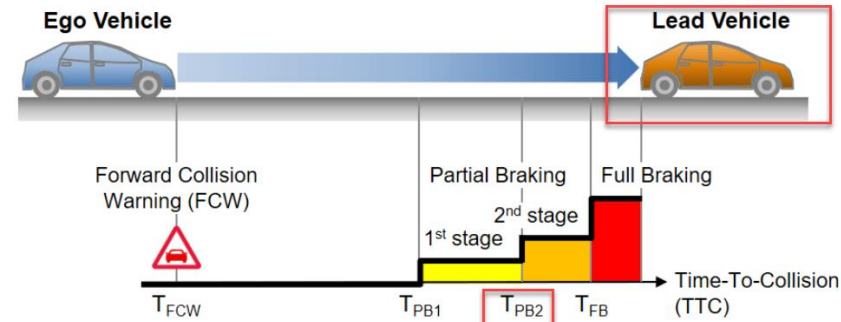 Ego Vehicle
Lead Vehicle
Forward Collision
Warning (FCW)
Partial Braking
Full Braking
1st stage
2nd stage
TFCW
TPB1
TPB2
TFB
Time-To-Collision
(TTC)